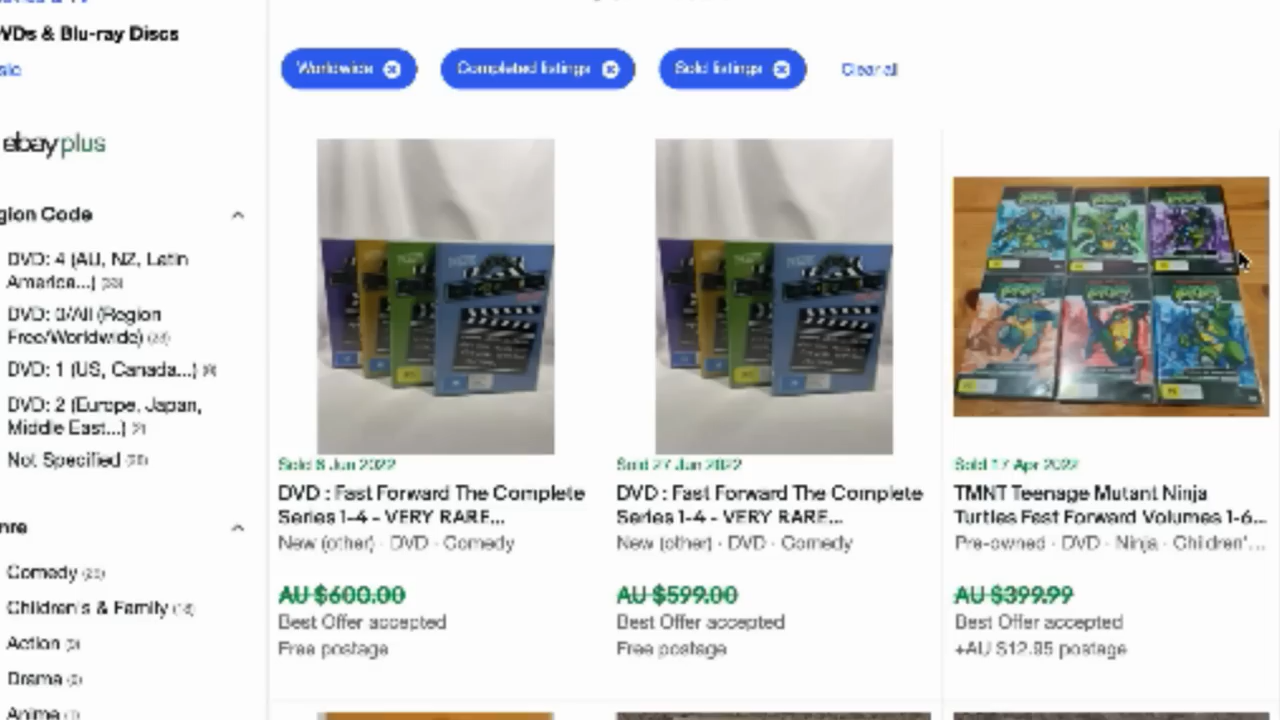 VDs & Blu-ray Discs
Worldwide
Completed listings
Sold listings
Clear all
ebay plus
gion Code
DVD: 4 (AU, NZ, Latin
America...)
DVD: 0/All (Region
Free/Worldwide)
DVD: 1 (US, Canada...)
DVD: 2 (Europe, Japan,
Middle East...)
Not Specified
nre
Comedy
Children's & Family
Action
Drama
Anime
Sold 6 Jun 2022
DVD : Fast Forward The Complete
Series 1-4 - VERY RARE...
New (other) · DVD · Comedy
AU $600.00
Best Offer accepted
Free postage
Sold 27 Jun 2022
DVD : Fast Forward The Complete
Series 1-4 - VERY RARE...
New (other) · DVD · Comedy
AU $599.00
Best Offer accepted
Free postage
Sold 17 Apr 2022
TMNT Teenage Mutant Ninja
Turtles Fast Forward Volumes 1-6...
Pre-owned · DVD · Ninja · Children'...
AU $399.99
Best Offer accepted
+AU $12.95 postage